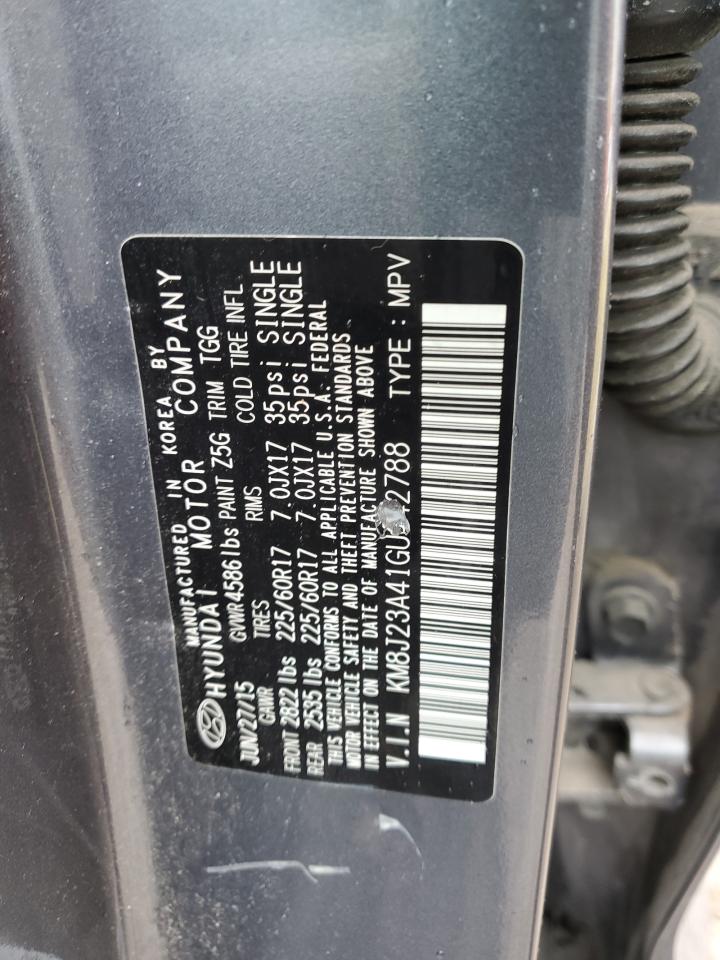 MANUFACTURED IN KOREA BY
HYUNDAI MOTOR COMPANY
JUN/27/15 GVWR 4586 lbs PAINT Z5G TRIM TGG
GAWR TIRES RIMS COLD TIRE INFL
FRONT 2822 lbs 225/60R17 7.0JX17 35psi SINGLE
REAR 2535 lbs 225/60R17 7.0JX17 35psi SINGLE
THIS VEHICLE CONFORMS TO ALL APPLICABLE U.S.A. FEDERAL
MOTOR VEHICLE SAFETY AND THEFT PREVENTION STANDARDS
IN EFFECT ON THE DATE OF MANUFACTURE SHOWN ABOVE
V.I.N TYPE : MPV